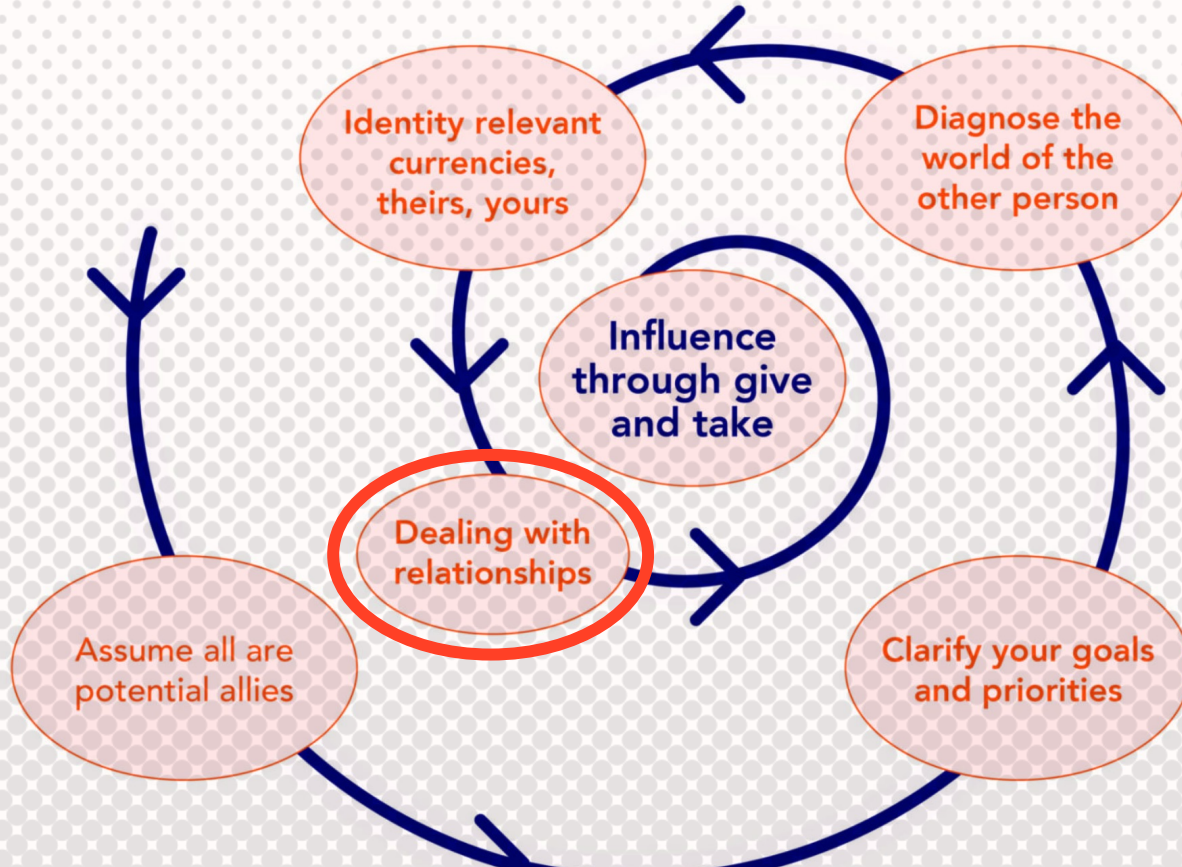 Identity relevant
currencies,
theirs, yours
Diagnose the
world of the
other person
Influence
through give
and take
Dealing with
relationships
Assume all are
potential allies
Clarify your goals
and priorities